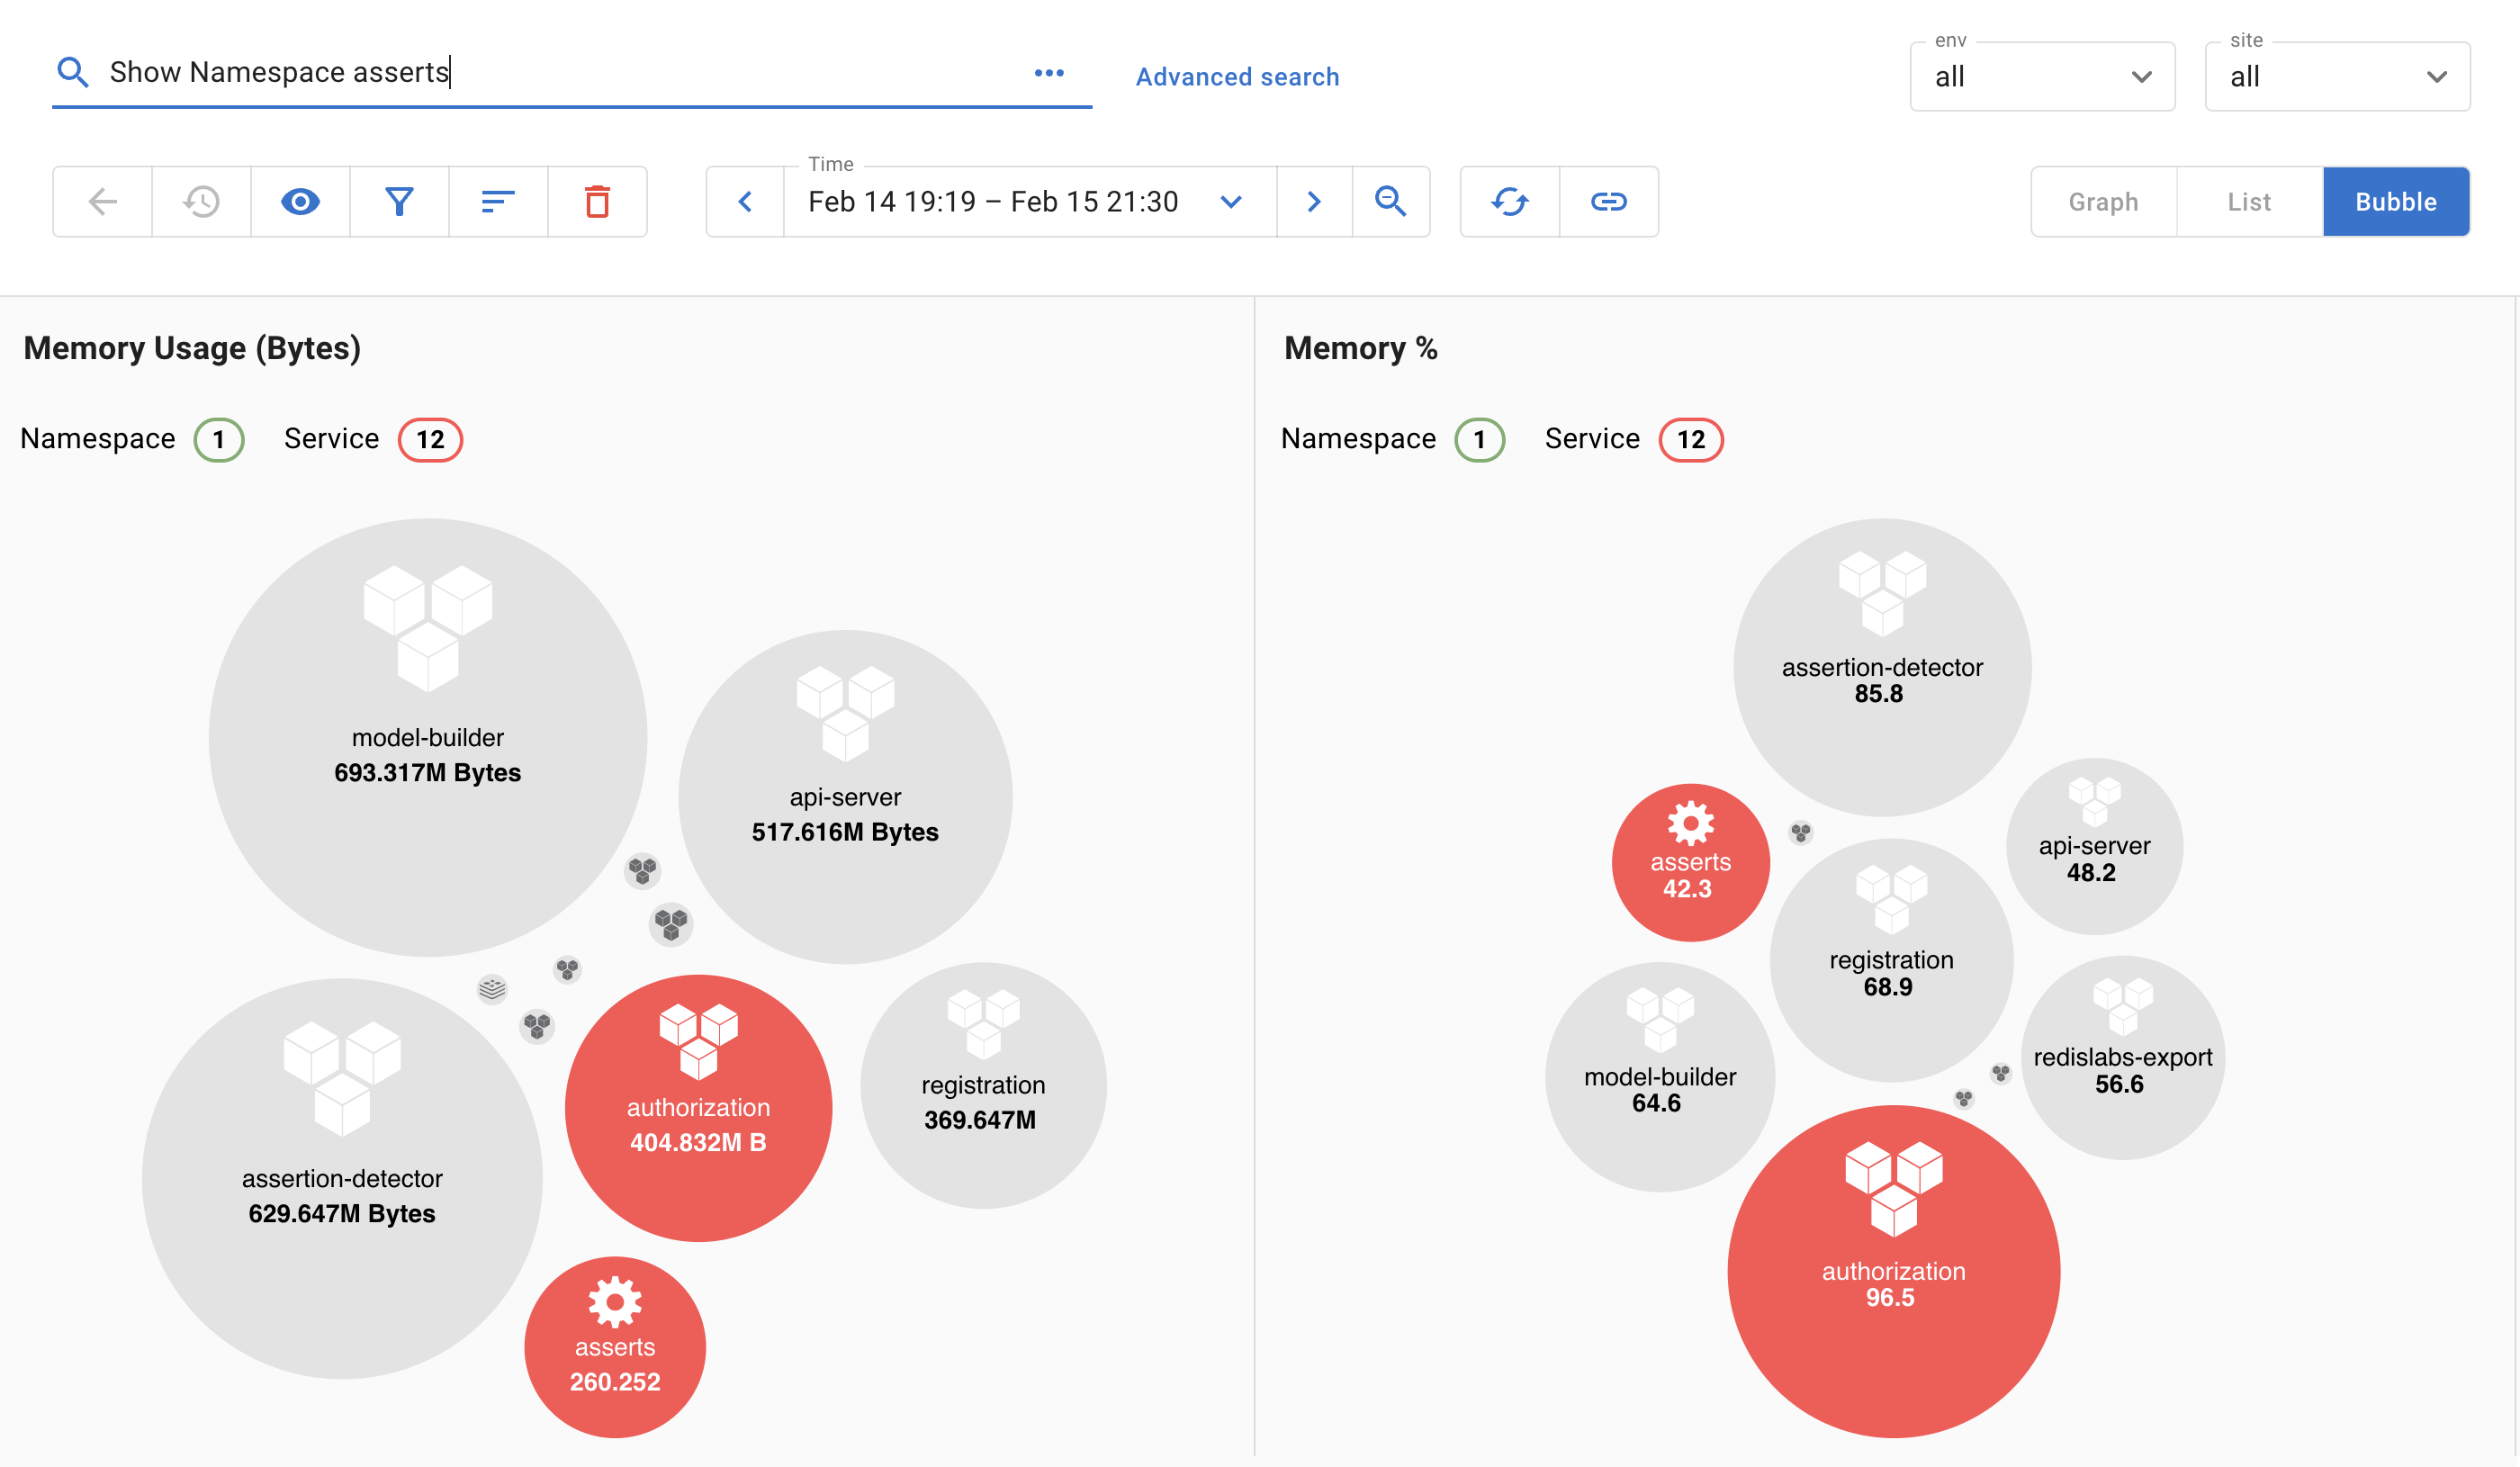 Show Namespace asserts
Advanced search
env
all
site
all
Time
Feb 14 19:19 – Feb 15 21:30
Graph
List
Bubble
Memory Usage (Bytes)
Namespace 1 Service 12
model-builder
693.317M Bytes
api-server
517.616M Bytes
assertion-detector
629.647M Bytes
authorization
404.832M B
registration
369.647M
asserts
260.252
Memory %
Namespace 1 Service 12
assertion-detector
85.8
asserts
42.3
api-server
48.2
registration
68.9
model-builder
64.6
redislabs-export
56.6
authorization
96.5